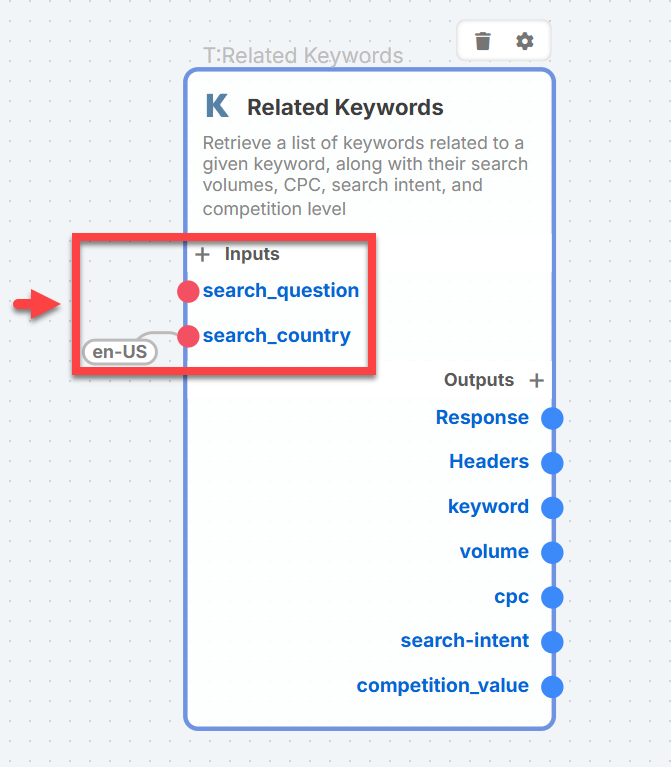 T:Related Keywords
K Related Keywords
Retrieve a list of keywords related to a
given keyword, along with their search
volumes, CPC, search intent, and
competition level
+ Inputs
search_question
search_country
en-US
Outputs +
Response
Headers
keyword
volume
cpc
search-intent
competition_value